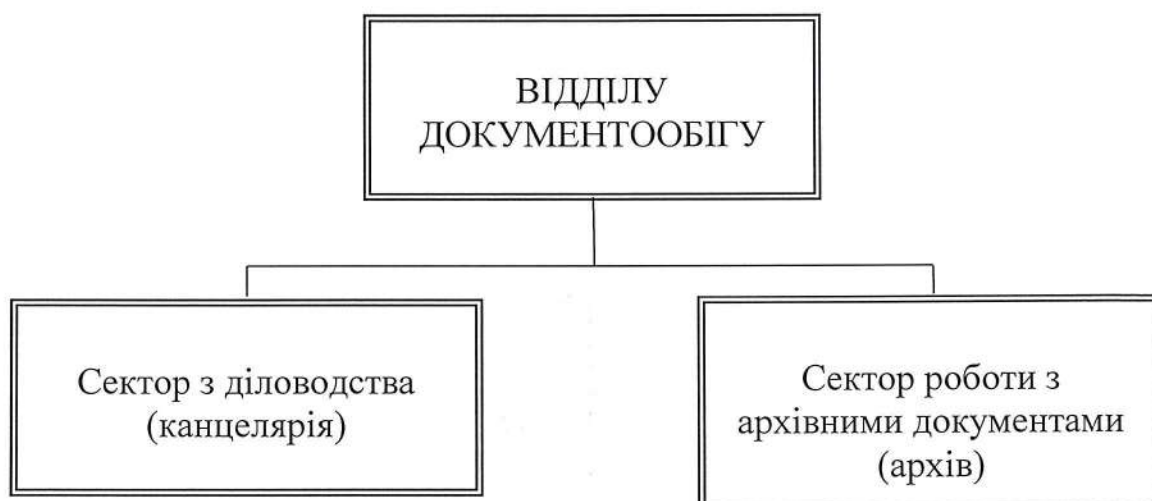 ВІДДІЛУ
ДОКУМЕНТООБІГУ
Сектор з діловодства
(канцелярія)
Сектор роботи з
архівними документами
(архів)